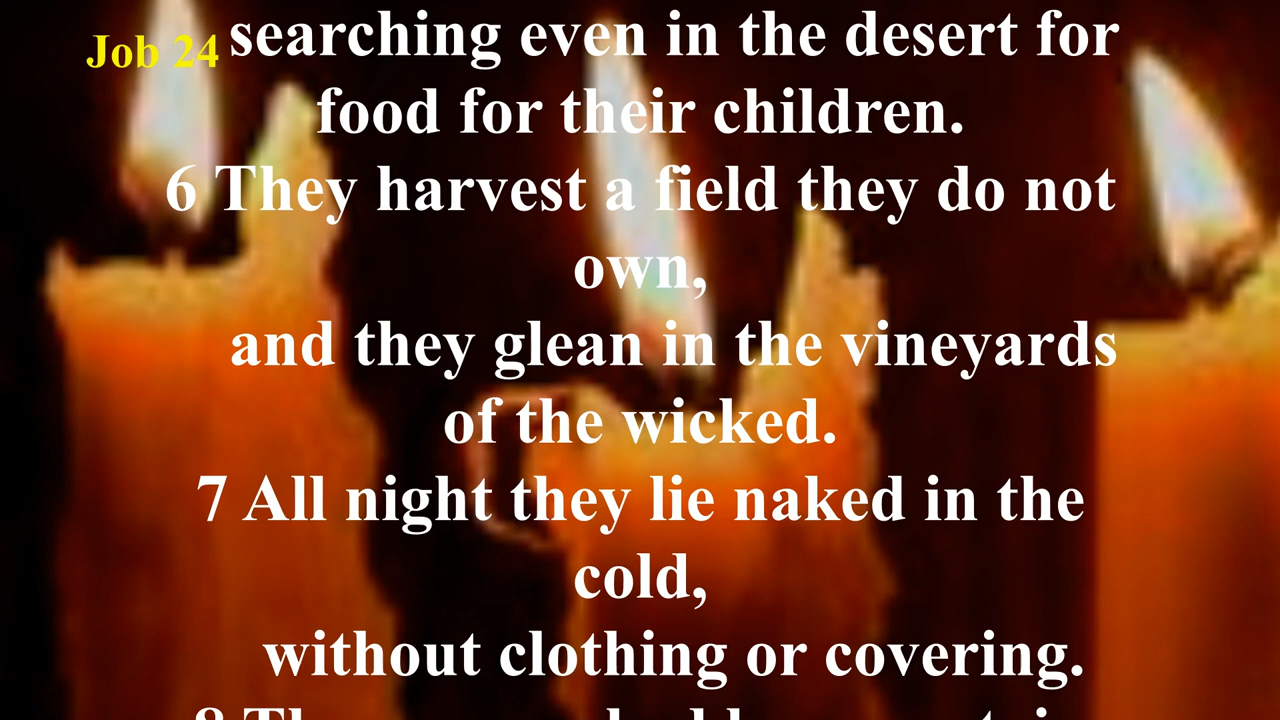 Job 24
searching even in the desert for
food for their children.
6 They harvest a field they do not
own,
and they glean in the vineyards
of the wicked.
7 All night they lie naked in the
cold,
without clothing or covering.